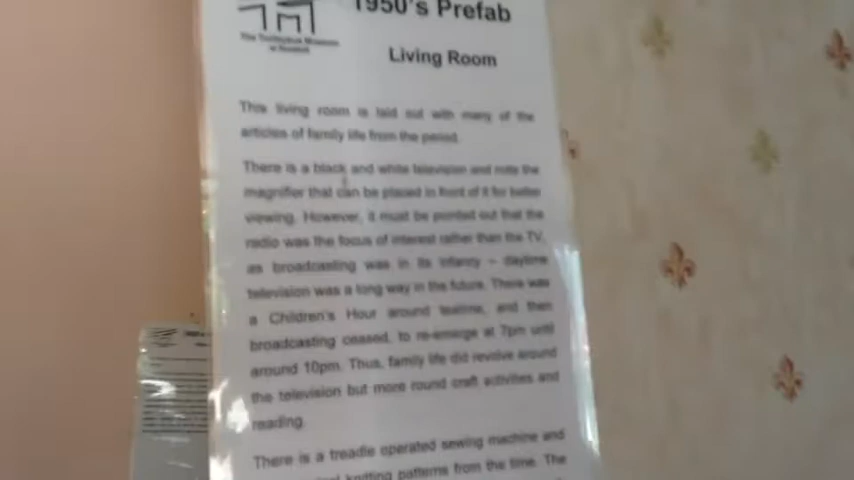 1950's Prefab
Living Room
This living room is laid out with many of the
articles of family life from the period.
There is a black and white television and note the
magnifier that can be placed in front of it for better
viewing. However, it must be pointed out that the
radio was the focus of interest rather than the TV,
as broadcasting was in its infancy – daytime
television was a long way in the future. There was
a Children's Hour around teatime, and then
broadcasting ceased, to re-emerge at 7pm until
around 10pm. Thus, family life did revolve around
the television but more round craft activities and
reading.
There is a treadle operated sewing machine and
knitting patterns from the time. The